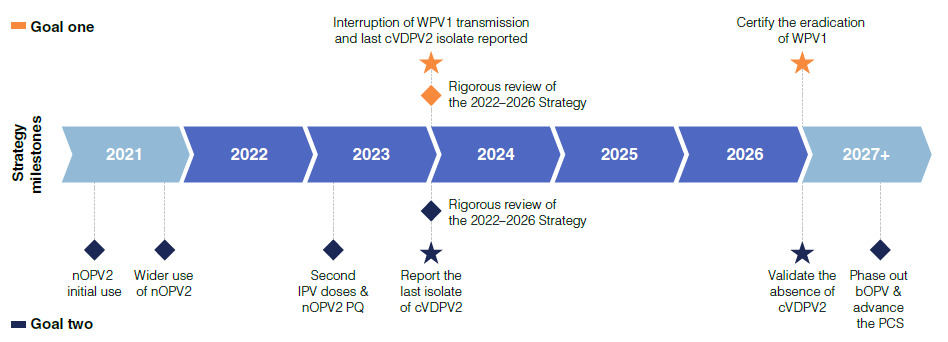 Goal one
Interruption of WPV1 transmission
and last cVDPV2 isolate reported
Certify the eradication
of WPV1
Rigorous review of
the 2022–2026 Strategy
Strategy
milestones
2021
2022
2023
2024
2025
2026
2027+
Rigorous review of
the 2022–2026 Strategy
nOPV2
initial use
Wider use
of nOPV2
Second
IPV doses &
nOPV2 PQ
Report the
last isolate
of cVDPV2
Validate the
absence of
cVDPV2
Phase out
bOPV &
advance
the PCS
Goal two